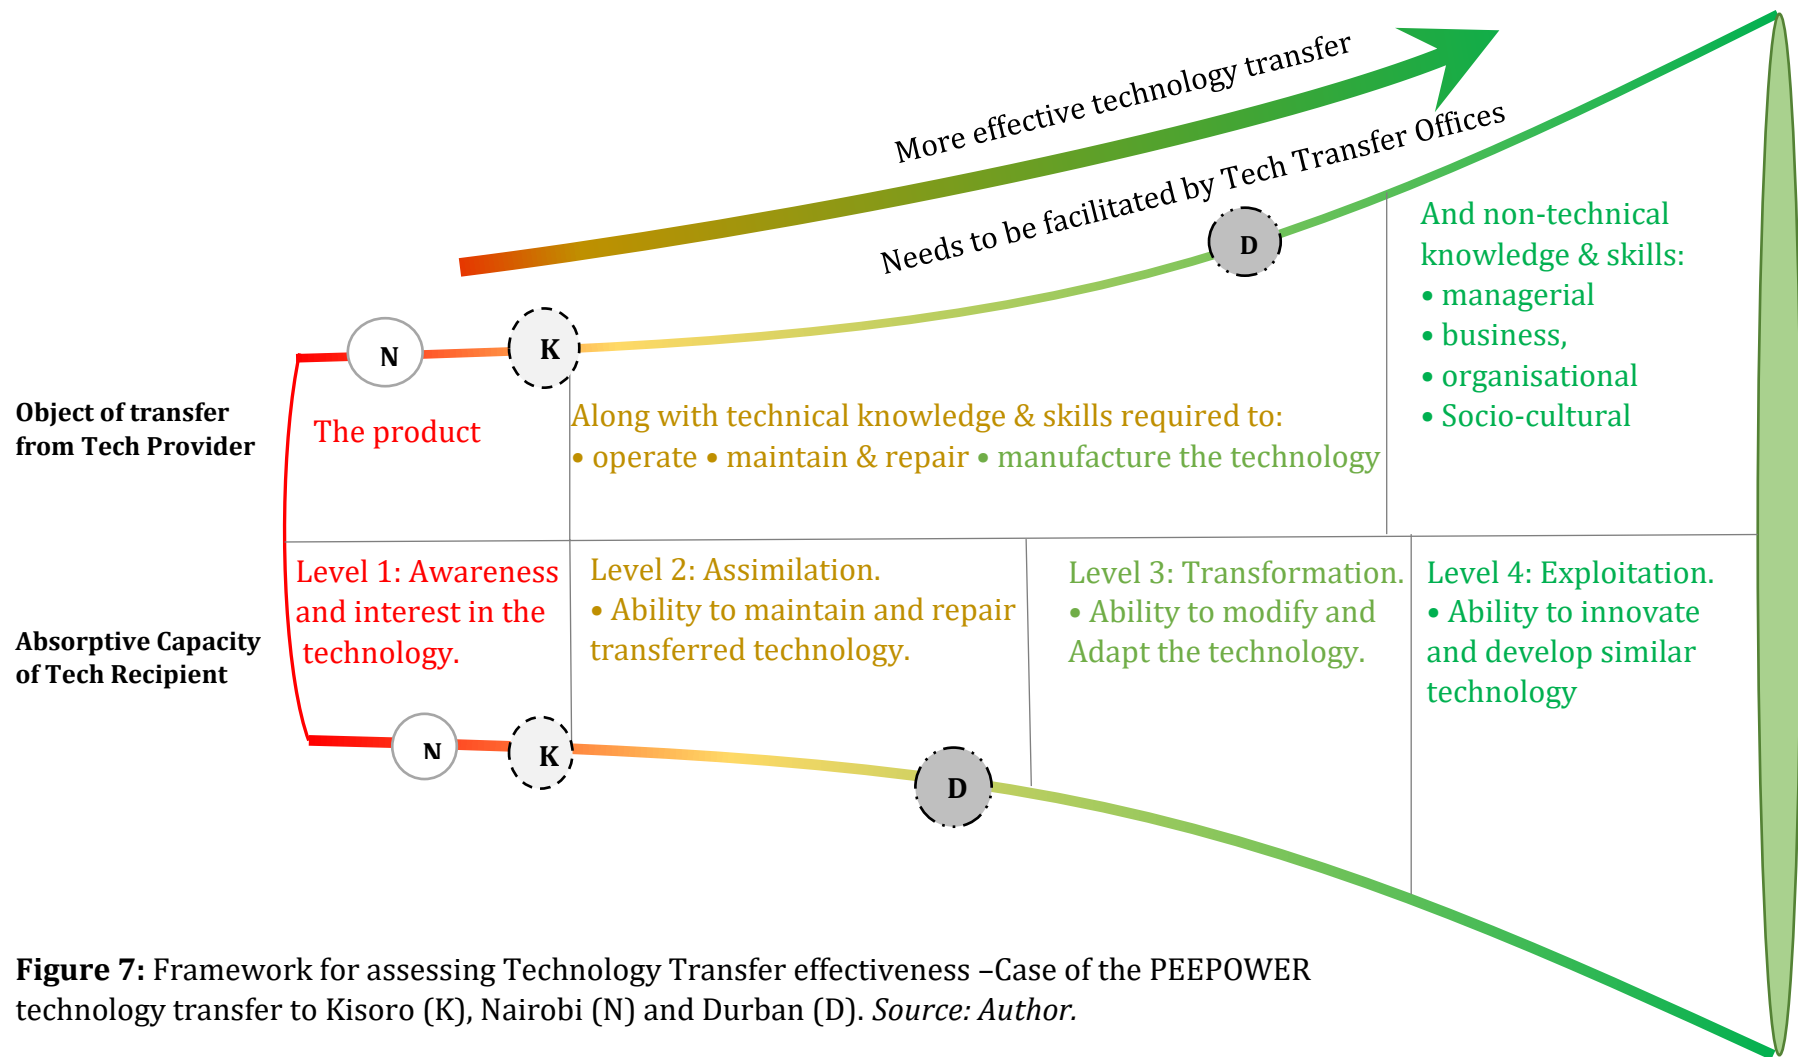 More effective technology transfer
Needs to be facilitated by Tech Transfer Offices
D
N
K
Object of transfer
from Tech Provider
The product
Along with technical knowledge & skills required to:
• operate • maintain & repair • manufacture the technology
And non-technical
knowledge & skills:
• managerial
• business,
• organisational
• Socio-cultural
Absorptive Capacity
of Tech Recipient
Level 1: Awareness
and interest in the
technology.
Level 2: Assimilation.
• Ability to maintain and repair
transferred technology.
Level 3: Transformation.
• Ability to modify and
Adapt the technology.
Level 4: Exploitation.
• Ability to innovate
and develop similar
technology
N
K
D
Figure 7: Framework for assessing Technology Transfer effectiveness –Case of the PEEPOWER
technology transfer to Kisoro (K), Nairobi (N) and Durban (D). Source: Author.